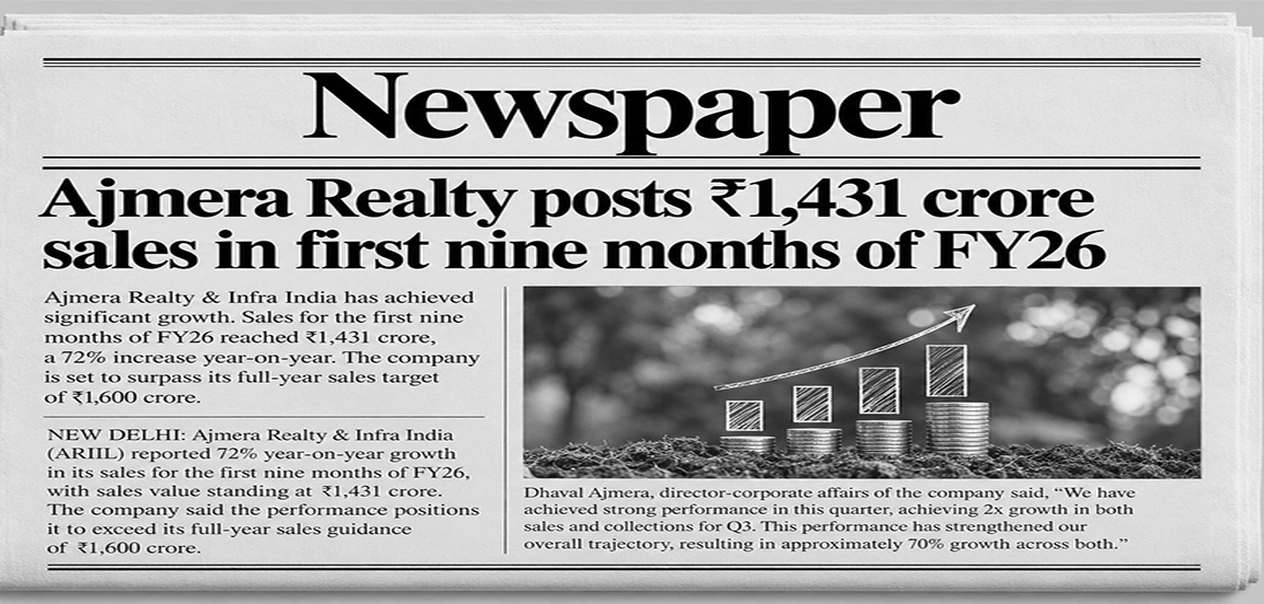 Newspaper
Ajmera Realty posts ₹1,431 crore
sales in first nine months of FY26
Ajmera Realty & Infra India has achieved
significant growth. Sales for the first nine
months of FY26 reached ₹1,431 crore,
a 72% increase year-on-year. The company
is set to surpass its full-year sales target
of ₹1,600 crore.
NEW DELHI: Ajmera Realty & Infra India
(ARIIL) reported 72% year-on-year growth
in its sales for the first nine months of FY26,
with sales value standing at ₹1,431 crore.
The company said the performance positions
it to exceed its full-year sales guidance
of ₹1,600 crore.
Dhaval Ajmera, director-corporate affairs of the company said, “We have
achieved strong performance in this quarter, achieving 2x growth in both
sales and collections for Q3. This performance has strengthened our
overall trajectory, resulting in approximately 70% growth across both.”